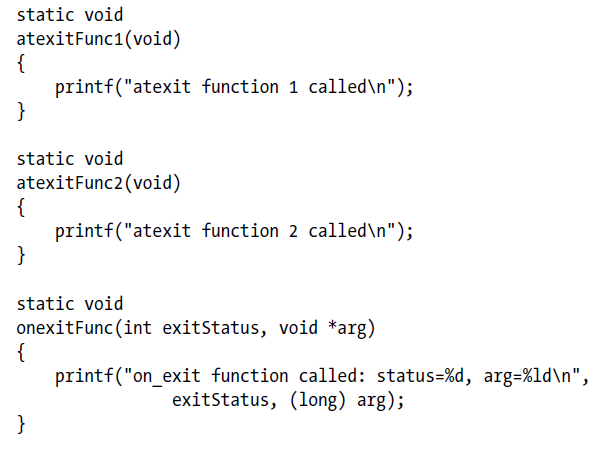 static void
atexitFunc1(void)
{
    printf("atexit function 1 called\n");
}

static void
atexitFunc2(void)
{
    printf("atexit function 2 called\n");
}

static void
onexitFunc(int exitStatus, void *arg)
{
    printf("on_exit function called: status=%d, arg=%ld\n",
                exitStatus, (long) arg);
}